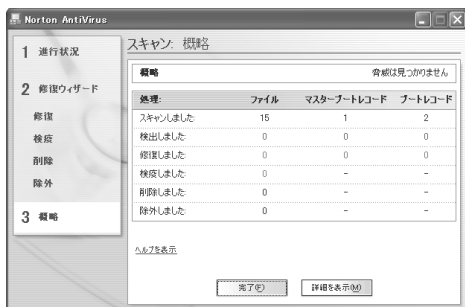 Norton AntiVirus
1 進行状況
2 修復ウィザード
修復
検疫
削除
除外
3 概略
スキャン: 概略
概略 脅威は見つかりません
処理: ファイル マスターブートレコード ブートレコード
スキャンしました: 15 1 2
検出しました: 0 0 0
修復しました: 0 0 0
検疫しました: 0 - -
削除しました: 0 - -
除外しました: 0 - -
ヘルプを表示
完了(F) 詳細を表示(M)